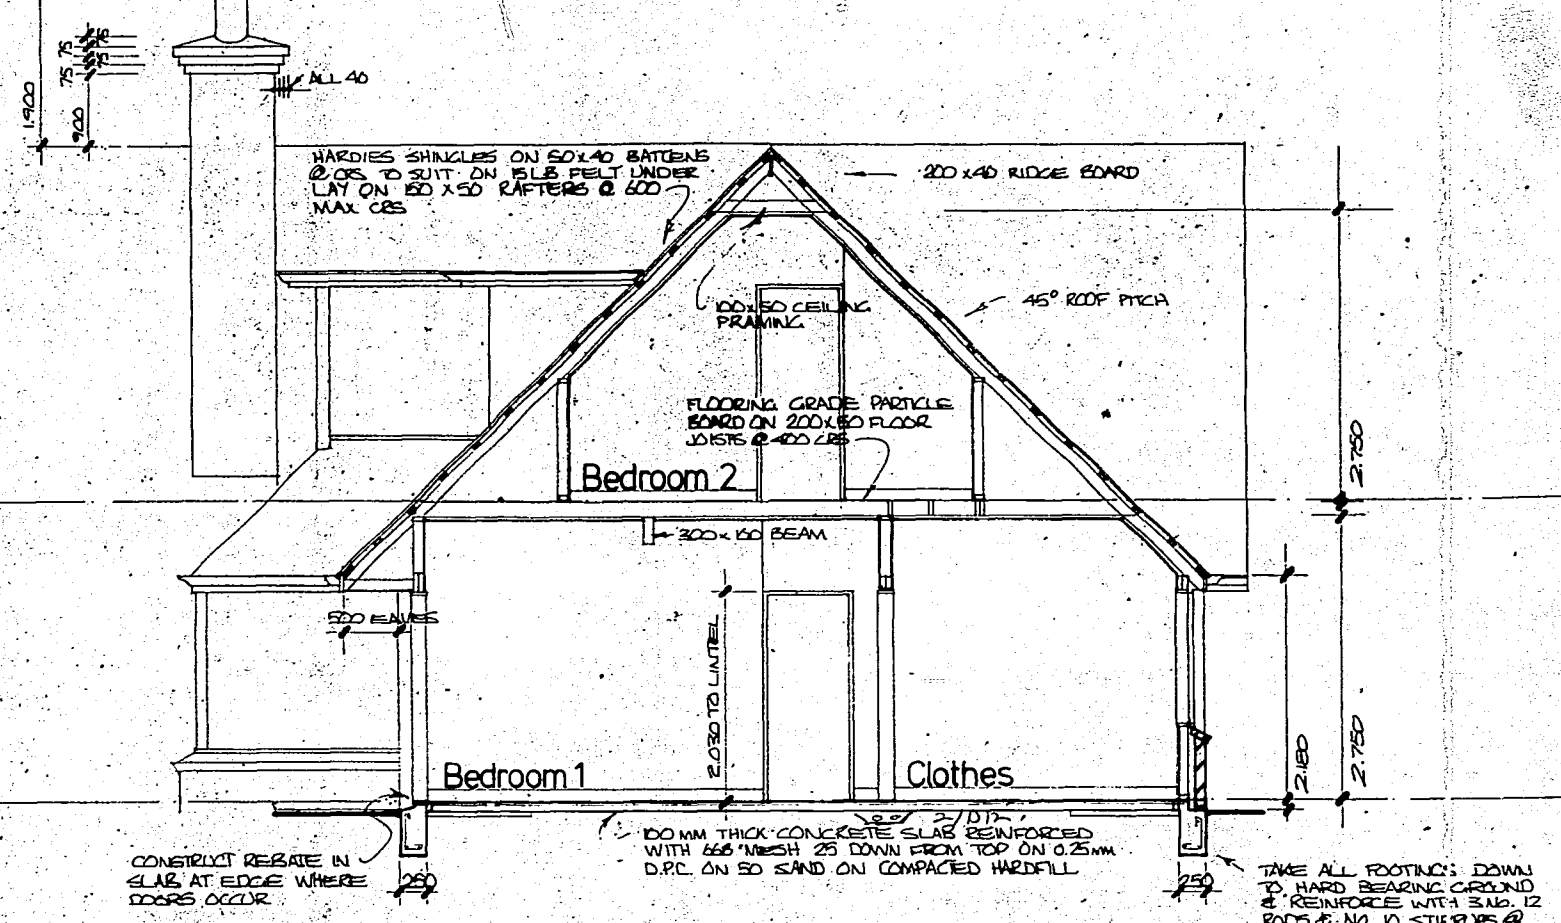 75
75
75
75
ALL 40
1.900
900
HARDIES SHINGLES ON 50x40 BATTENS
@ CRS TO SUIT ON 15LB FELT UNDER
LAY ON 150 x 50 RAFTERS @ 600
MAX CRS
200 x 40 RIDGE BOARD
45° ROOF PITCH
100x50 CEILING
FRAMING
FLOORING GRADE PARTICLE
BOARD ON 200x50 FLOOR
JOISTS @ 400 CRS
2.750
Bedroom 2
300 x 150 BEAM
500 EAVES
2.030 TO LINTEL
2.180
2.750
Bedroom 1
Clothes
2/D12
100 MM THICK CONCRETE SLAB REINFORCED
WITH 668 MESH 25 DOWN FROM TOP ON 0.25mm
D.P.C. ON 50 SAND ON COMPACTED HARDFILL
CONSTRUCT REBATE IN
SLAB AT EDGE WHERE
DOORS OCCUR
250
250
TAKE ALL FOOTINGS DOWN
TO HARD BEARING GROUND
& REINFORCE WITH 3 No. 12
RODS & No. 10 STIRRUPS @